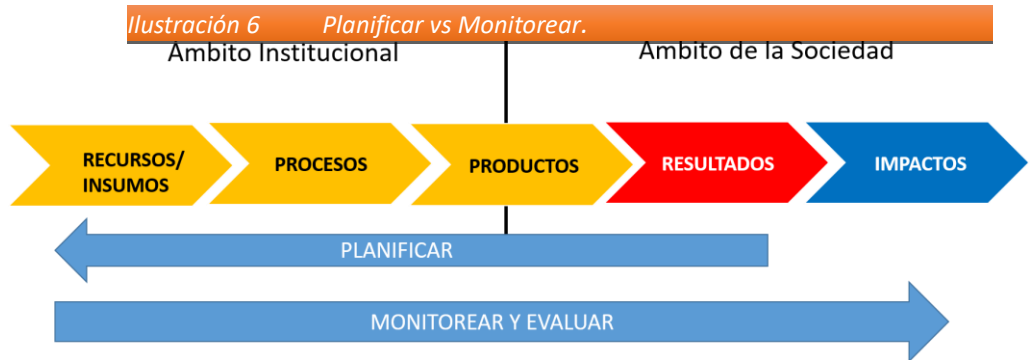 Ilustración 6 Planificar vs Monitorear.
Ámbito Institucional
Ambito de la Sociedad
RECURSOS/
INSUMOS
PROCESOS
PRODUCTOS
RESULTADOS
IMPACTOS
PLANIFICAR
MONITOREAR Y EVALUAR